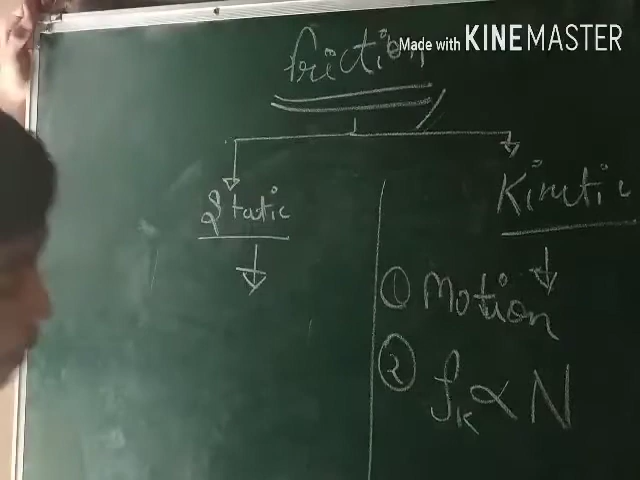 Made with KINEMASTER
friction
Static
Kinetic
① Motion
② fk ∝ N